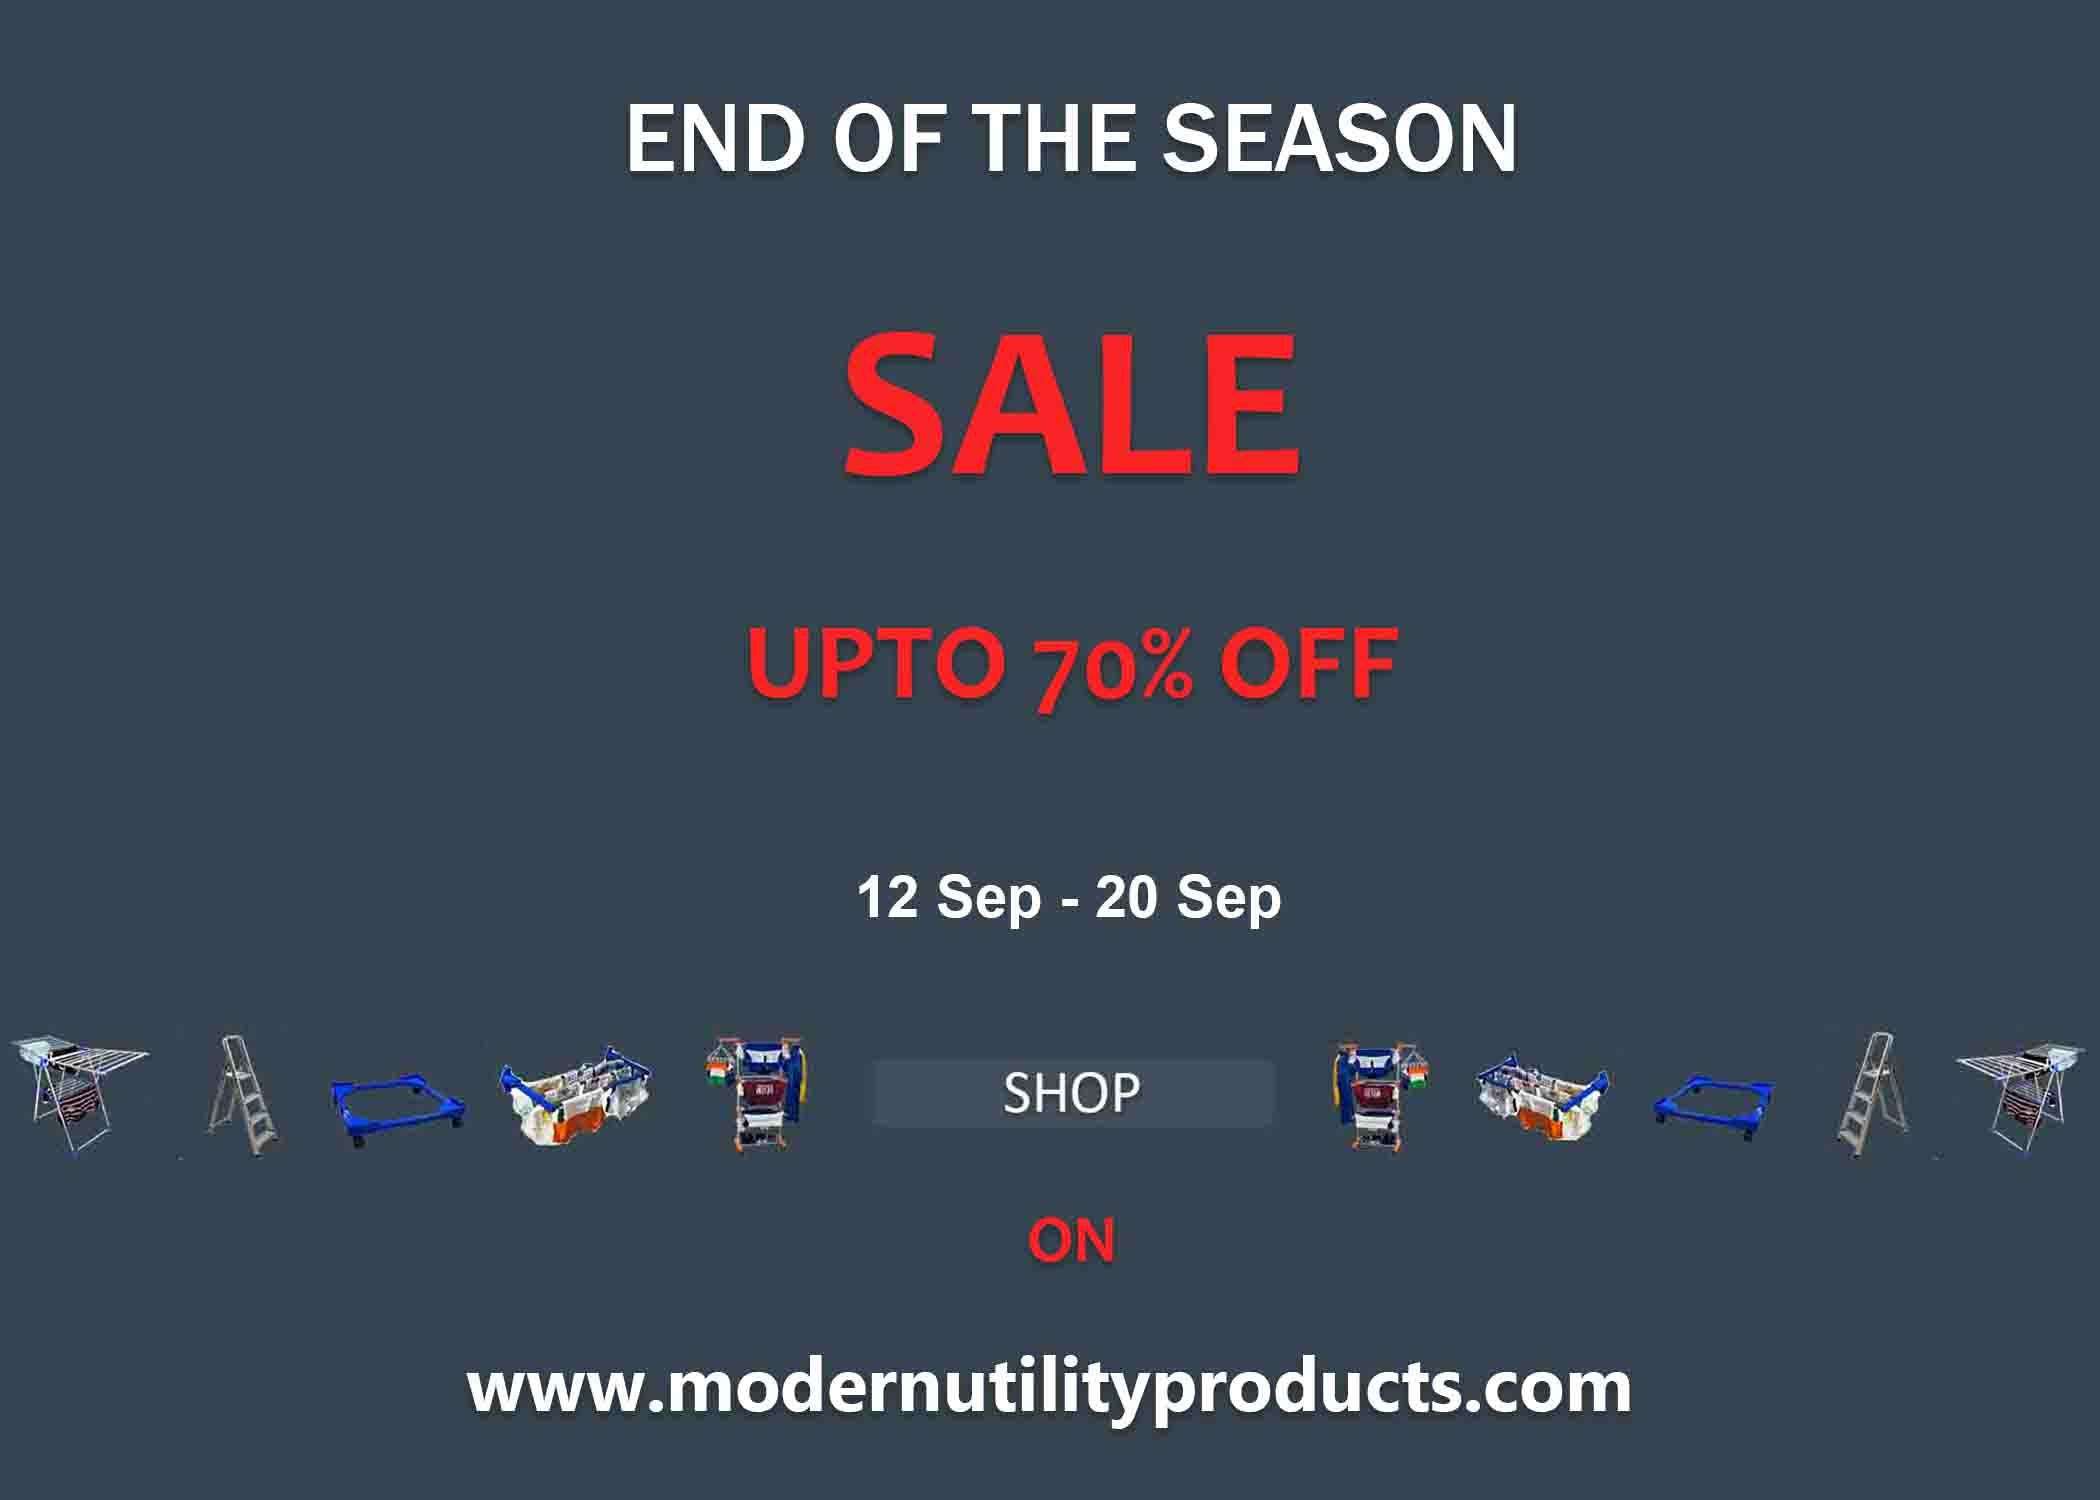 END OF THE SEASON
SALE
UPTO 70% OFF
12 Sep - 20 Sep
SHOP
ON
www.modernutilityproducts.com